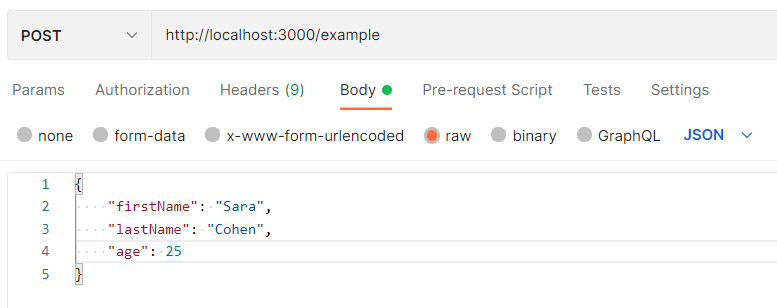 POST http://localhost:3000/example
Params Authorization Headers (9) Body Pre-request Script Tests Settings
none form-data x-www-form-urlencoded raw binary GraphQL JSON
1 {
2 "firstName": "Sara",
3 "lastName": "Cohen",
4 "age": 25
5 }